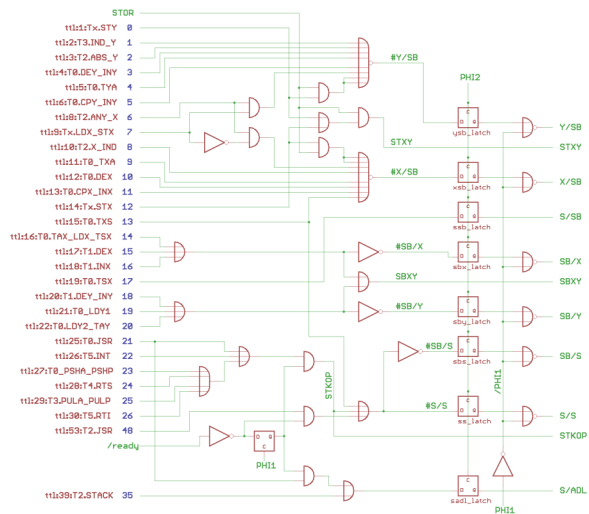 STOR
ttl:1:Tx.STY 0
ttl:2:T3.IND_Y 1
ttl:3:T2.ABS_Y 2
ttl:4:T0.DEY_INY 3
ttl:5:T0.TYA 4
ttl:6:T0.CPY_INY 5
ttl:8:T2.ANY_X 6
ttl:9:Tx.LDX_STX 7
ttl:10:T2.X_IND 8
ttl:11:T0_TXA 9
ttl:12:T0.DEX 10
ttl:13:T0.CPX_INX 11
ttl:14:Tx.STX 12
ttl:15:T0.TXS 13
ttl:16:T0.TAX_LDX_TSX 14
ttl:17:T1.DEX 15
ttl:18:T1.INX 16
ttl:19:T0.TSX 17
ttl:20:T1.DEY_INY 18
ttl:21:T0_LDY1 19
ttl:22:T0.LDY2_TAY 20
ttl:25:T0.JSR 21
ttl:26:T5.INT 22
ttl:27:T0_PSHA_PSHP 23
ttl:28:T4.RTS 24
ttl:29:T3.PULA_PULP 25
ttl:30:T5.RTI 26
ttl:53:T2.JSR 48
/ready
ttl:39:T2.STACK 35
PHI1
D Q
C
#Y/SB
#X/SB
#SB/X
SBXY
#SB/Y
#SB/S
#S/S
STKOP
PHI2
C
D Q
ysb_latch
C
D Q
xsb_latch
C
D Q
ssb_latch
C
D Q
sbx_latch
C
D Q
sby_latch
C
D Q
sbs_latch
C
D Q
ss_latch
C
D Q
sadl_latch
/PHI1
PHI1
Y/SB
STXY
STXY
X/SB
S/SB
SB/X
SBXY
SB/Y
SB/S
S/S
STKOP
S/ADL